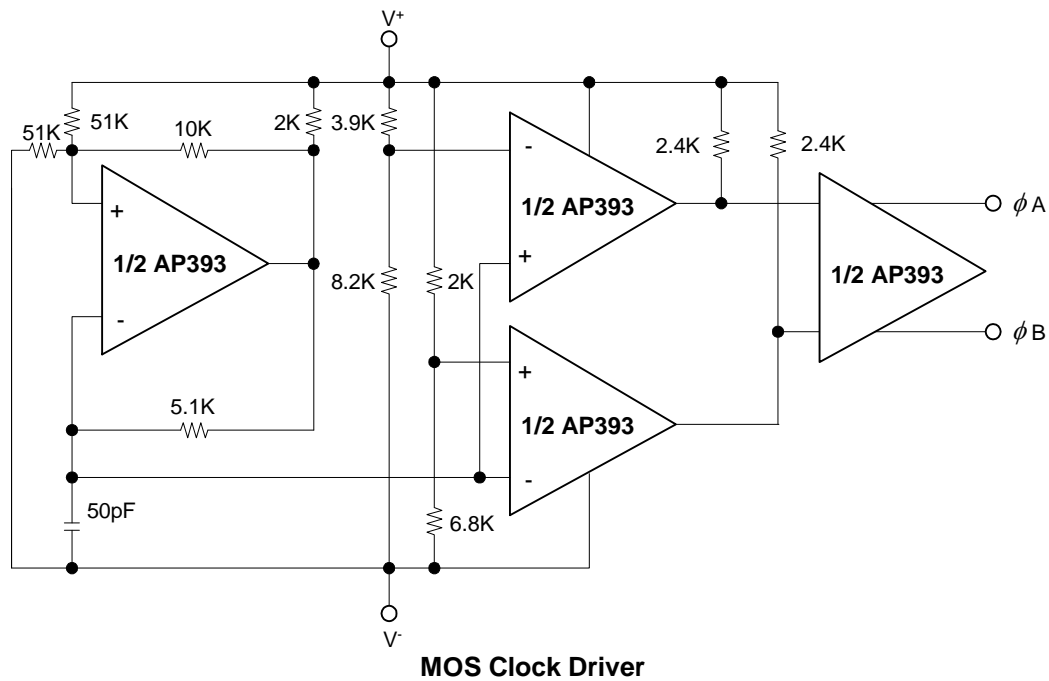 V+
51K
51K
10K
2K
3.9K
2.4K
2.4K
-
+
1/2 AP393
+
-
1/2 AP393
ϕA
1/2 AP393
ϕB
8.2K
2K
+
-
1/2 AP393
5.1K
50pF
6.8K
V-
MOS Clock Driver